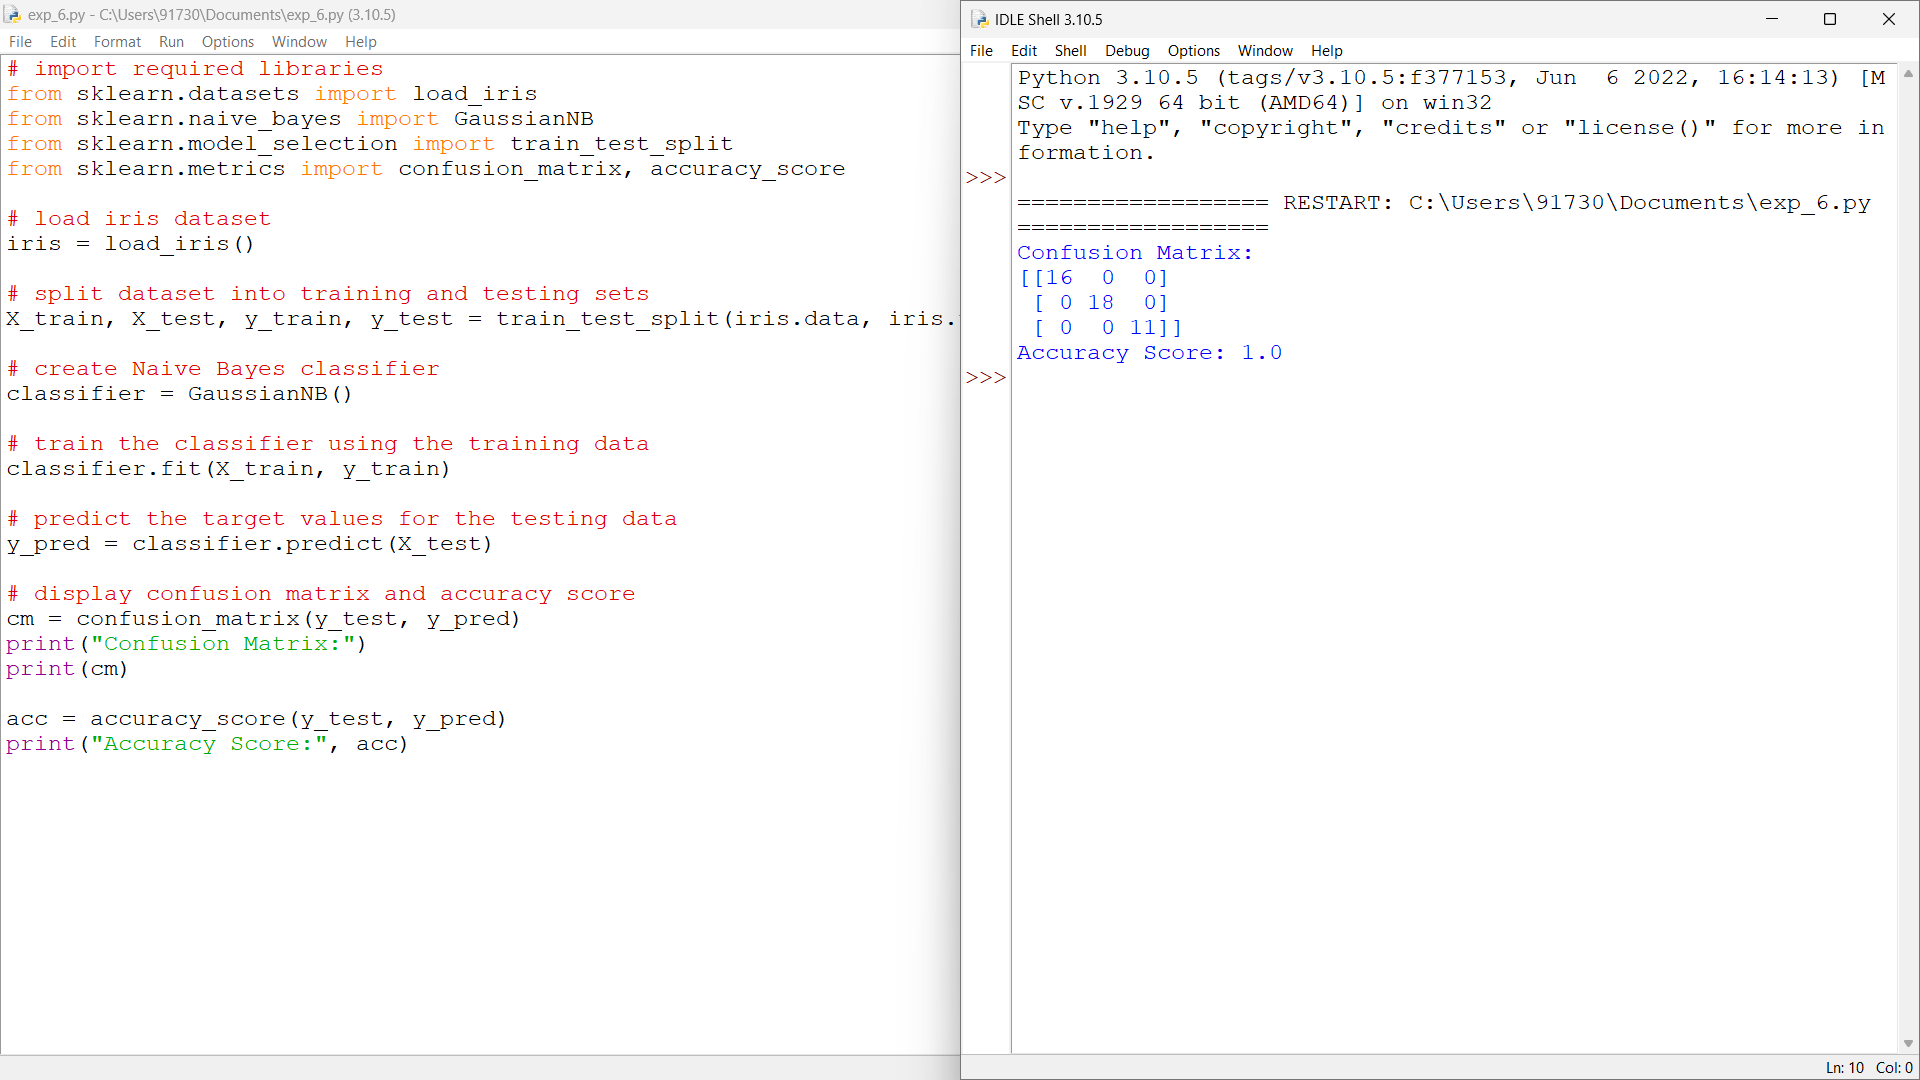 exp_6.py - C:\Users\91730\Documents\exp_6.py (3.10.5)
File Edit Format Run Options Window Help
# import required libraries
from sklearn.datasets import load_iris
from sklearn.naive_bayes import GaussianNB
from sklearn.model_selection import train_test_split
from sklearn.metrics import confusion_matrix, accuracy_score
# load iris dataset
iris = load_iris()
# split dataset into training and testing sets
X_train, X_test, y_train, y_test = train_test_split(iris.data, iris.
# create Naive Bayes classifier
classifier = GaussianNB()
# train the classifier using the training data
classifier.fit(X_train, y_train)
# predict the target values for the testing data
y_pred = classifier.predict(X_test)
# display confusion matrix and accuracy score
cm = confusion_matrix(y_test, y_pred)
print("Confusion Matrix:")
print(cm)
acc = accuracy_score(y_test, y_pred)
print("Accuracy Score:", acc)
IDLE Shell 3.10.5
File Edit Shell Debug Options Window Help
Python 3.10.5 (tags/v3.10.5:f377153, Jun  6 2022, 16:14:13) [M
SC v.1929 64 bit (AMD64)] on win32
Type "help", "copyright", "credits" or "license()" for more in
formation.
>>>
================== RESTART: C:\Users\91730\Documents\exp_6.py
==================
Confusion Matrix:
[[16  0  0]
 [ 0 18  0]
 [ 0  0 11]]
Accuracy Score: 1.0
>>>
Ln: 10 Col: 0